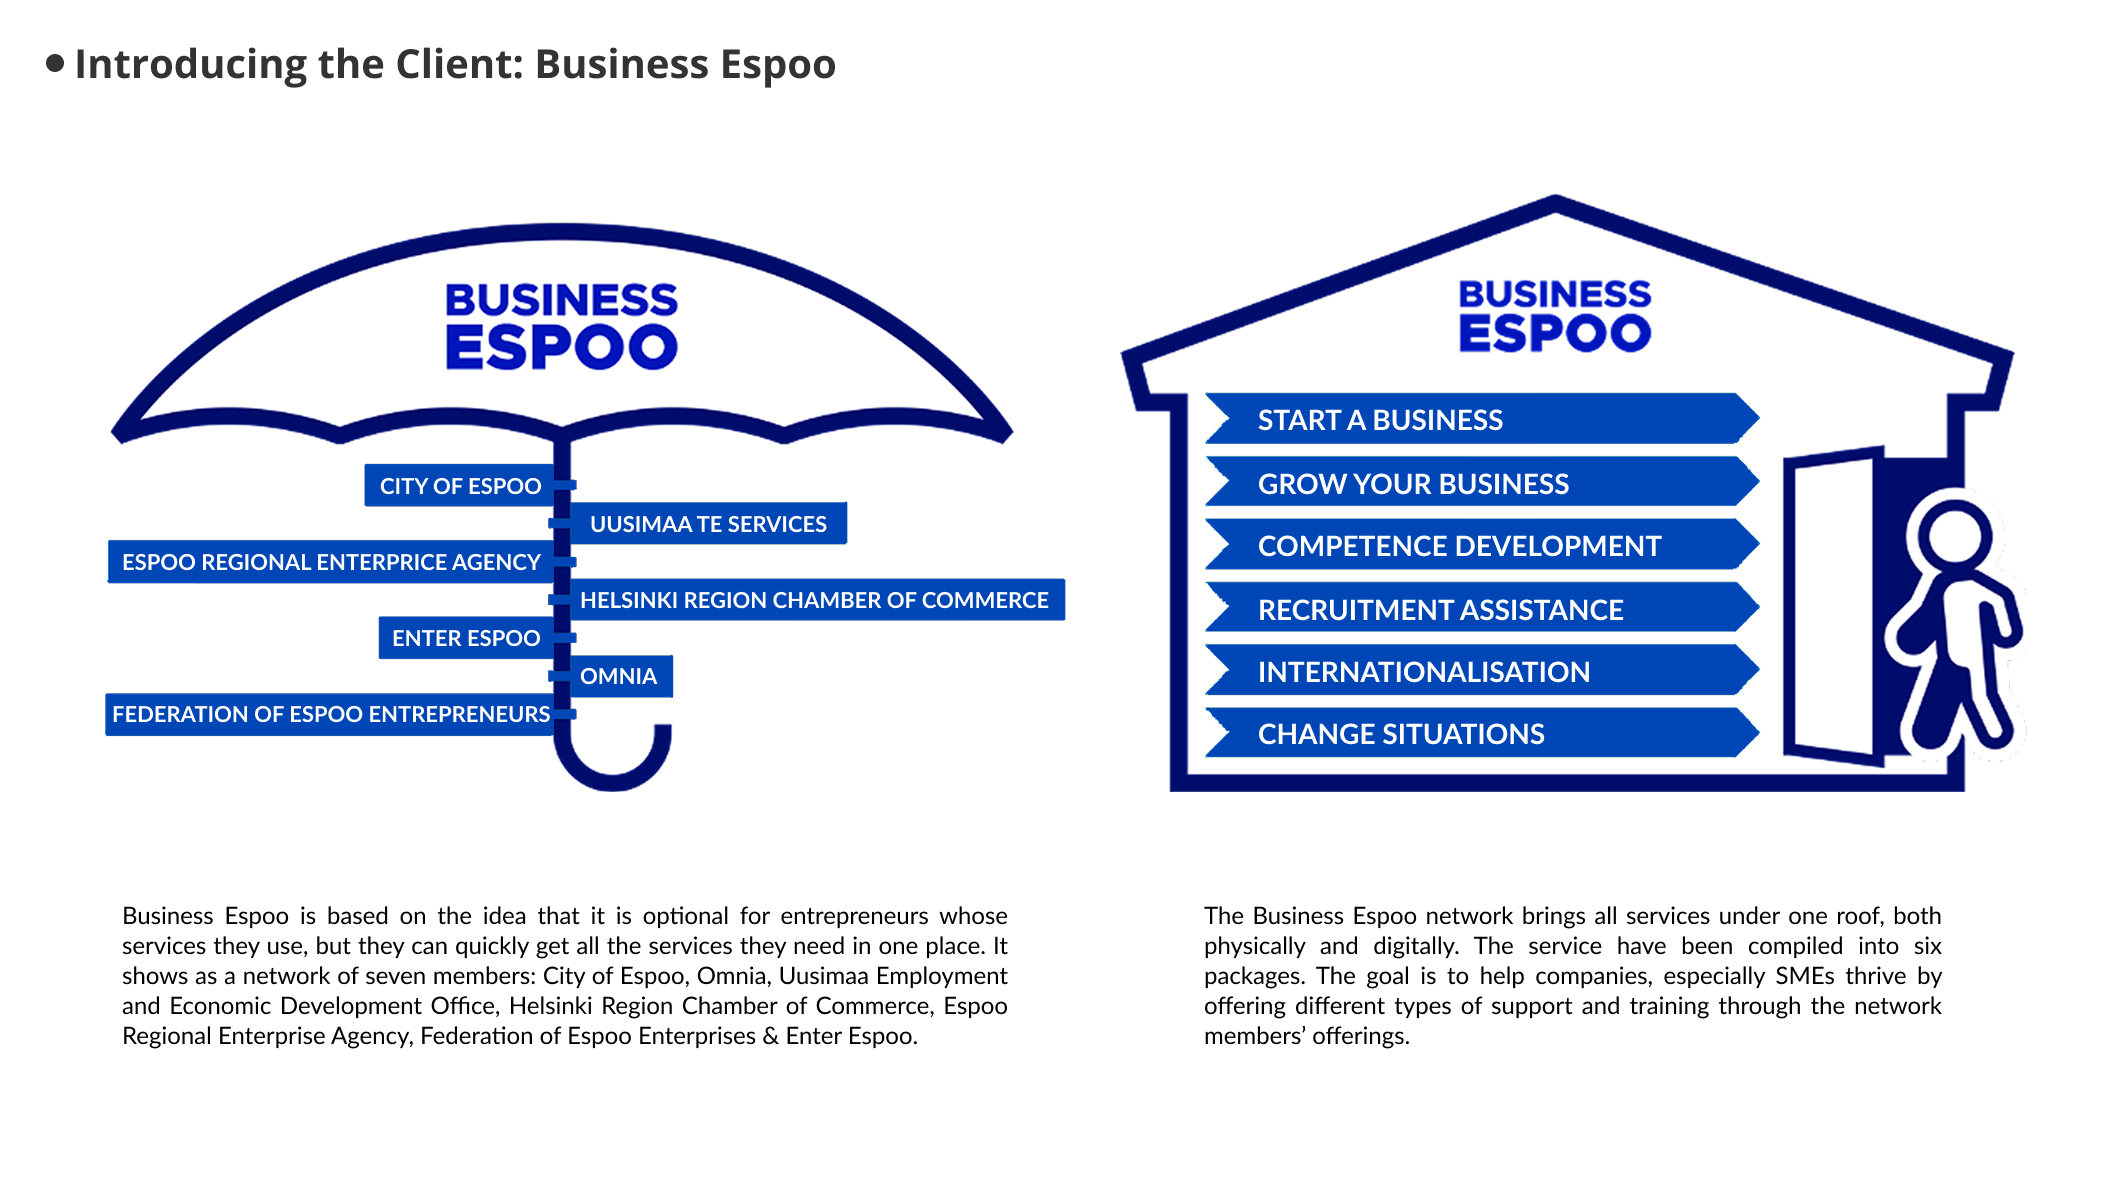 • Introducing the Client: Business Espoo
BUSINESS
ESPOO
CITY OF ESPOO
UUSIMAA TE SERVICES
ESPOO REGIONAL ENTERPRICE AGENCY
HELSINKI REGION CHAMBER OF COMMERCE
ENTER ESPOO
OMNIA
FEDERATION OF ESPOO ENTREPRENEURS
Business Espoo is based on the idea that it is optional for entrepreneurs whose
services they use, but they can quickly get all the services they need in one place. It
shows as a network of seven members: City of Espoo, Omnia, Uusimaa Employment
and Economic Development Office, Helsinki Region Chamber of Commerce, Espoo
Regional Enterprise Agency, Federation of Espoo Enterprises & Enter Espoo.
BUSINESS
ESPOO
START A BUSINESS
GROW YOUR BUSINESS
COMPETENCE DEVELOPMENT
RECRUITMENT ASSISTANCE
INTERNATIONALISATION
CHANGE SITUATIONS
The Business Espoo network brings all services under one roof, both
physically and digitally. The service have been compiled into six
packages. The goal is to help companies, especially SMEs thrive by
offering different types of support and training through the network
members’ offerings.